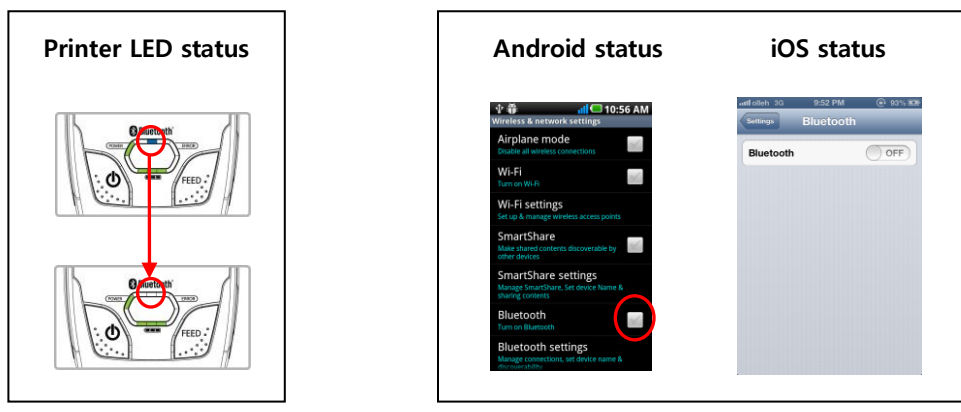 Printer LED status
Bluetooth
POWER
ERROR
FEED
Bluetooth
POWER
ERROR
FEED
Android status
10:56 AM
Wireless & network settings
Airplane mode
Disable all wireless connections
Wi-Fi
Turn on Wi-Fi
Wi-Fi settings
Set up & manage wireless access points
SmartShare
Make shared contents discoverable by
other devices
SmartShare settings
Manage SmartShare, Set device Name &
sharing contents
Bluetooth
Turn on Bluetooth
Bluetooth settings
Manage connections, set device name &
discoverability
iOS status
olleh 3G 9:52 PM 93%
Settings Bluetooth
Bluetooth OFF